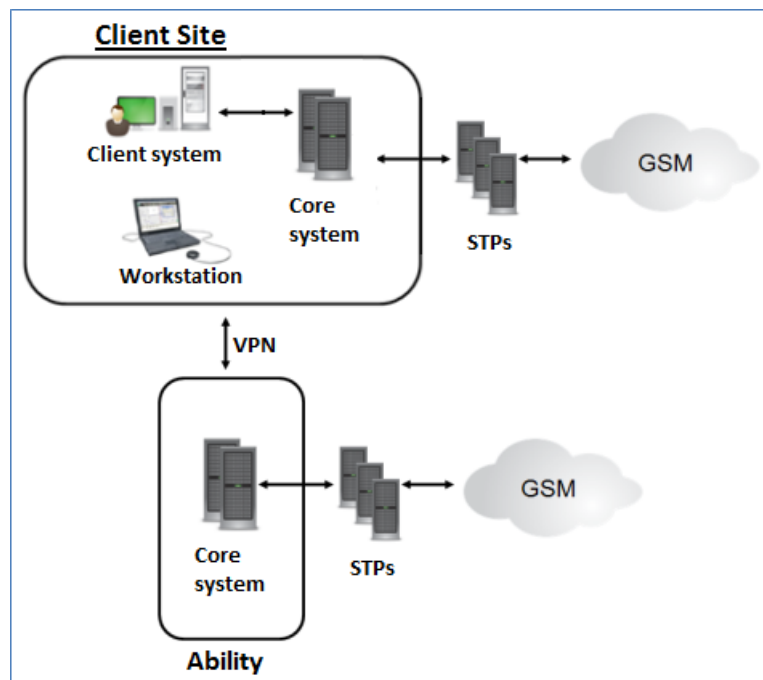 Client Site
Client system
Core
system
Workstation
STPs
GSM
VPN
Core
system
STPs
GSM
Ability